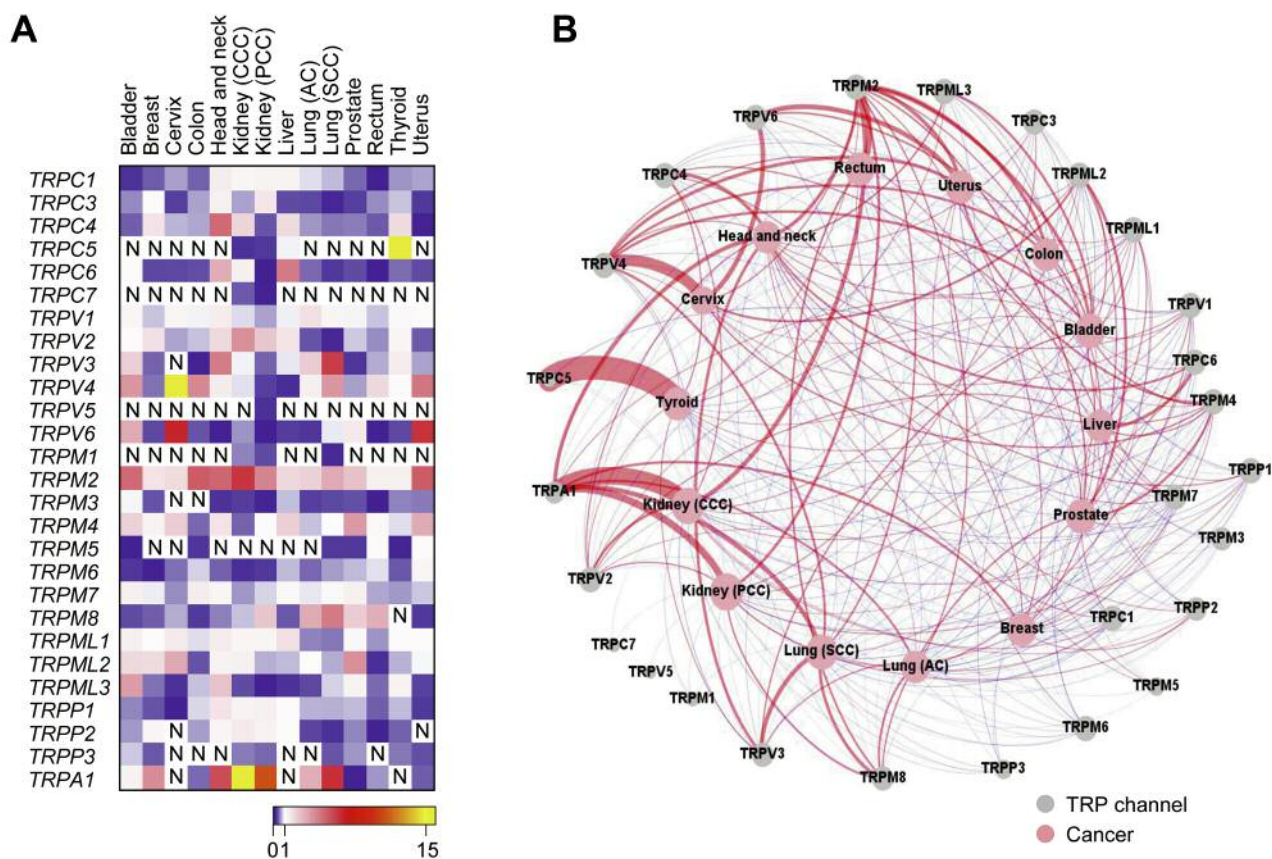 A
Bladder
Breast
Cervix
Colon
Head and neck
Kidney (CCC)
Kidney (PCC)
Liver
Lung (AC)
Lung (SCC)
Prostate
Rectum
Thyroid
Uterus
TRPC1
TRPC3
TRPC4
TRPC5 N N N N N N N N N N
TRPC6
TRPC7 N N N N N N N N N N N N
TRPV1
TRPV2
TRPV3 N
TRPV4
TRPV5 N N N N N N N N N N N N N
TRPV6
TRPM1 N N N N N N N N N N N
TRPM2
TRPM3 N N
TRPM4
TRPM5 N N N N N N N
TRPM6
TRPM7
TRPM8 N
TRPML1
TRPML2
TRPML3
TRPP1
TRPP2 N N
TRPP3 N N N N N N
TRPA1 N N N
0 1 15
B
TRPM2
TRPML3
TRPV6
TRPC3
TRPC4
Rectum
Uterus
TRPML2
Head and neck
Colon
TRPML1
TRPV4
Cervix
TRPV1
Bladder
TRPC6
TRPC5
Tyroid
TRPM4
Liver
TRPP1
TRPA1
Kidney (CCC)
TRPM7
Prostate
TRPM3
TRPV2
Kidney (PCC)
TRPP2
TRPC1
Breast
TRPC7
Lung (SCC)
Lung (AC)
TRPV5
TRPM5
TRPM1
TRPM6
TRPV3
TRPM8
TRPP3
TRP channel
Cancer